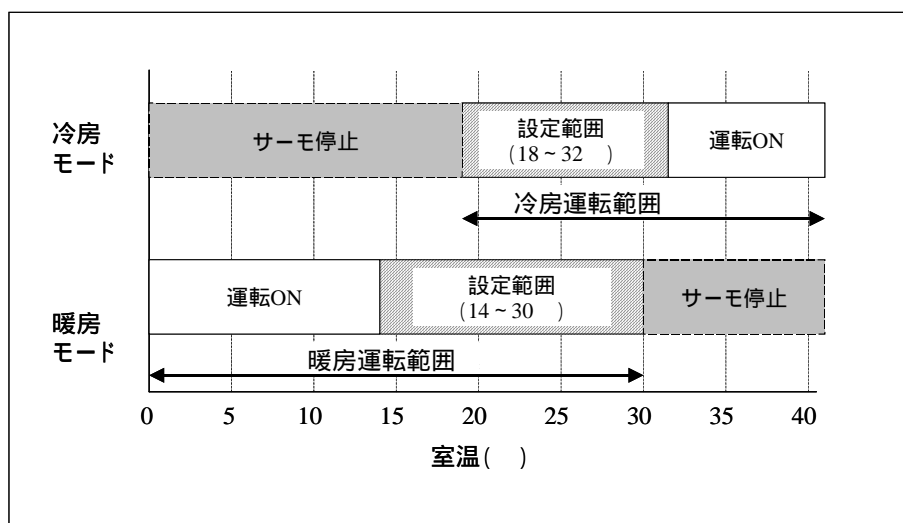 冷房
モード
サーモ停止
設定範囲
(18~32 )
運転ON
冷房運転範囲
暖房
モード
運転ON
設定範囲
(14~30 )
サーモ停止
暖房運転範囲
0 5 10 15 20 25 30 35 40
室温( )